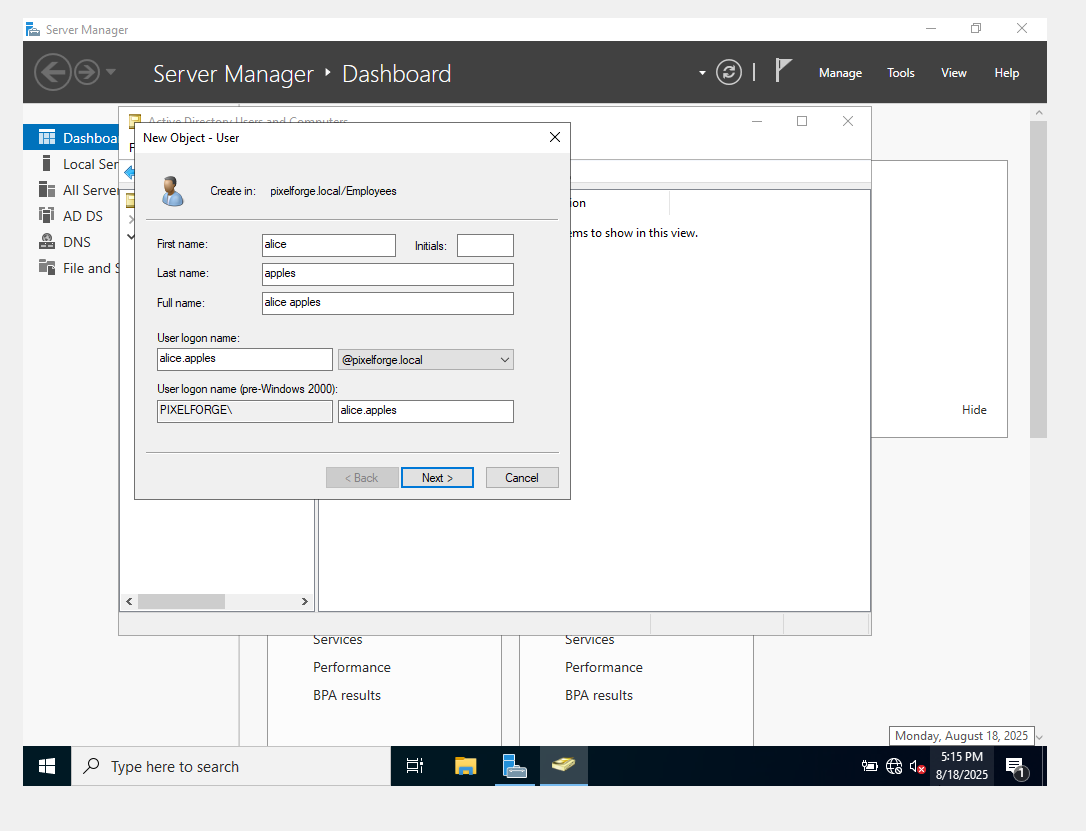 Server Manager
Server Manager ‣ Dashboard
Manage Tools View Help
Active Directory Users and Computers
New Object - User
Dashboa
Local Ser
All Server
AD DS
DNS
File and S
Create in: pixelforge.local/Employees
First name: alice Initials:
Last name: apples
Full name: alice apples
User logon name:
alice.apples @pixelforge.local
User logon name (pre-Windows 2000):
PIXELFORGE\ alice.apples
< Back Next > Cancel
ion
ems to show in this view.
Hide
Services Services
Performance Performance
BPA results BPA results
Monday, August 18, 2025
Type here to search
5:15 PM
8/18/2025
1